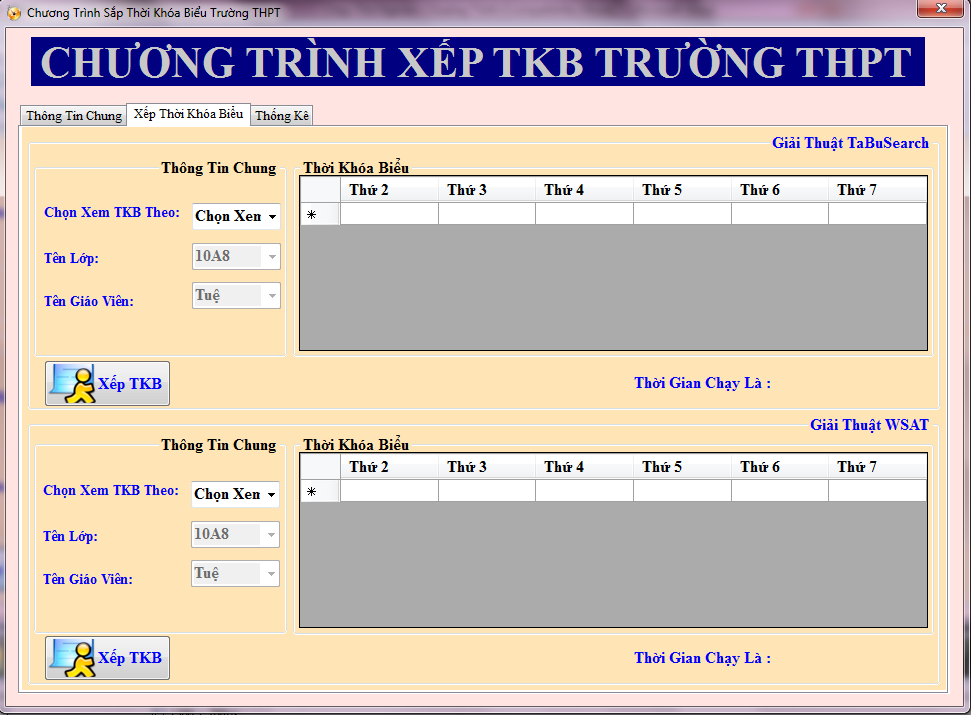 Chương Trình Sắp Thời Khóa Biểu Trường THPT
CHƯƠNG TRÌNH XẾP TKB TRƯỜNG THPT
Thông Tin Chung Xếp Thời Khóa Biểu Thống Kê
Giải Thuật TaBuSearch
Thông Tin Chung
Chọn Xem TKB Theo: Chọn Xen
Tên Lớp: 10A8
Tên Giáo Viên: Tuệ
Xếp TKB
Thời Khóa Biểu
Thứ 2 Thứ 3 Thứ 4 Thứ 5 Thứ 6 Thứ 7
*
Thời Gian Chạy Là :
Giải Thuật WSAT
Thông Tin Chung
Chọn Xem TKB Theo: Chọn Xen
Tên Lớp: 10A8
Tên Giáo Viên: Tuệ
Xếp TKB
Thời Khóa Biểu
Thứ 2 Thứ 3 Thứ 4 Thứ 5 Thứ 6 Thứ 7
*
Thời Gian Chạy Là :